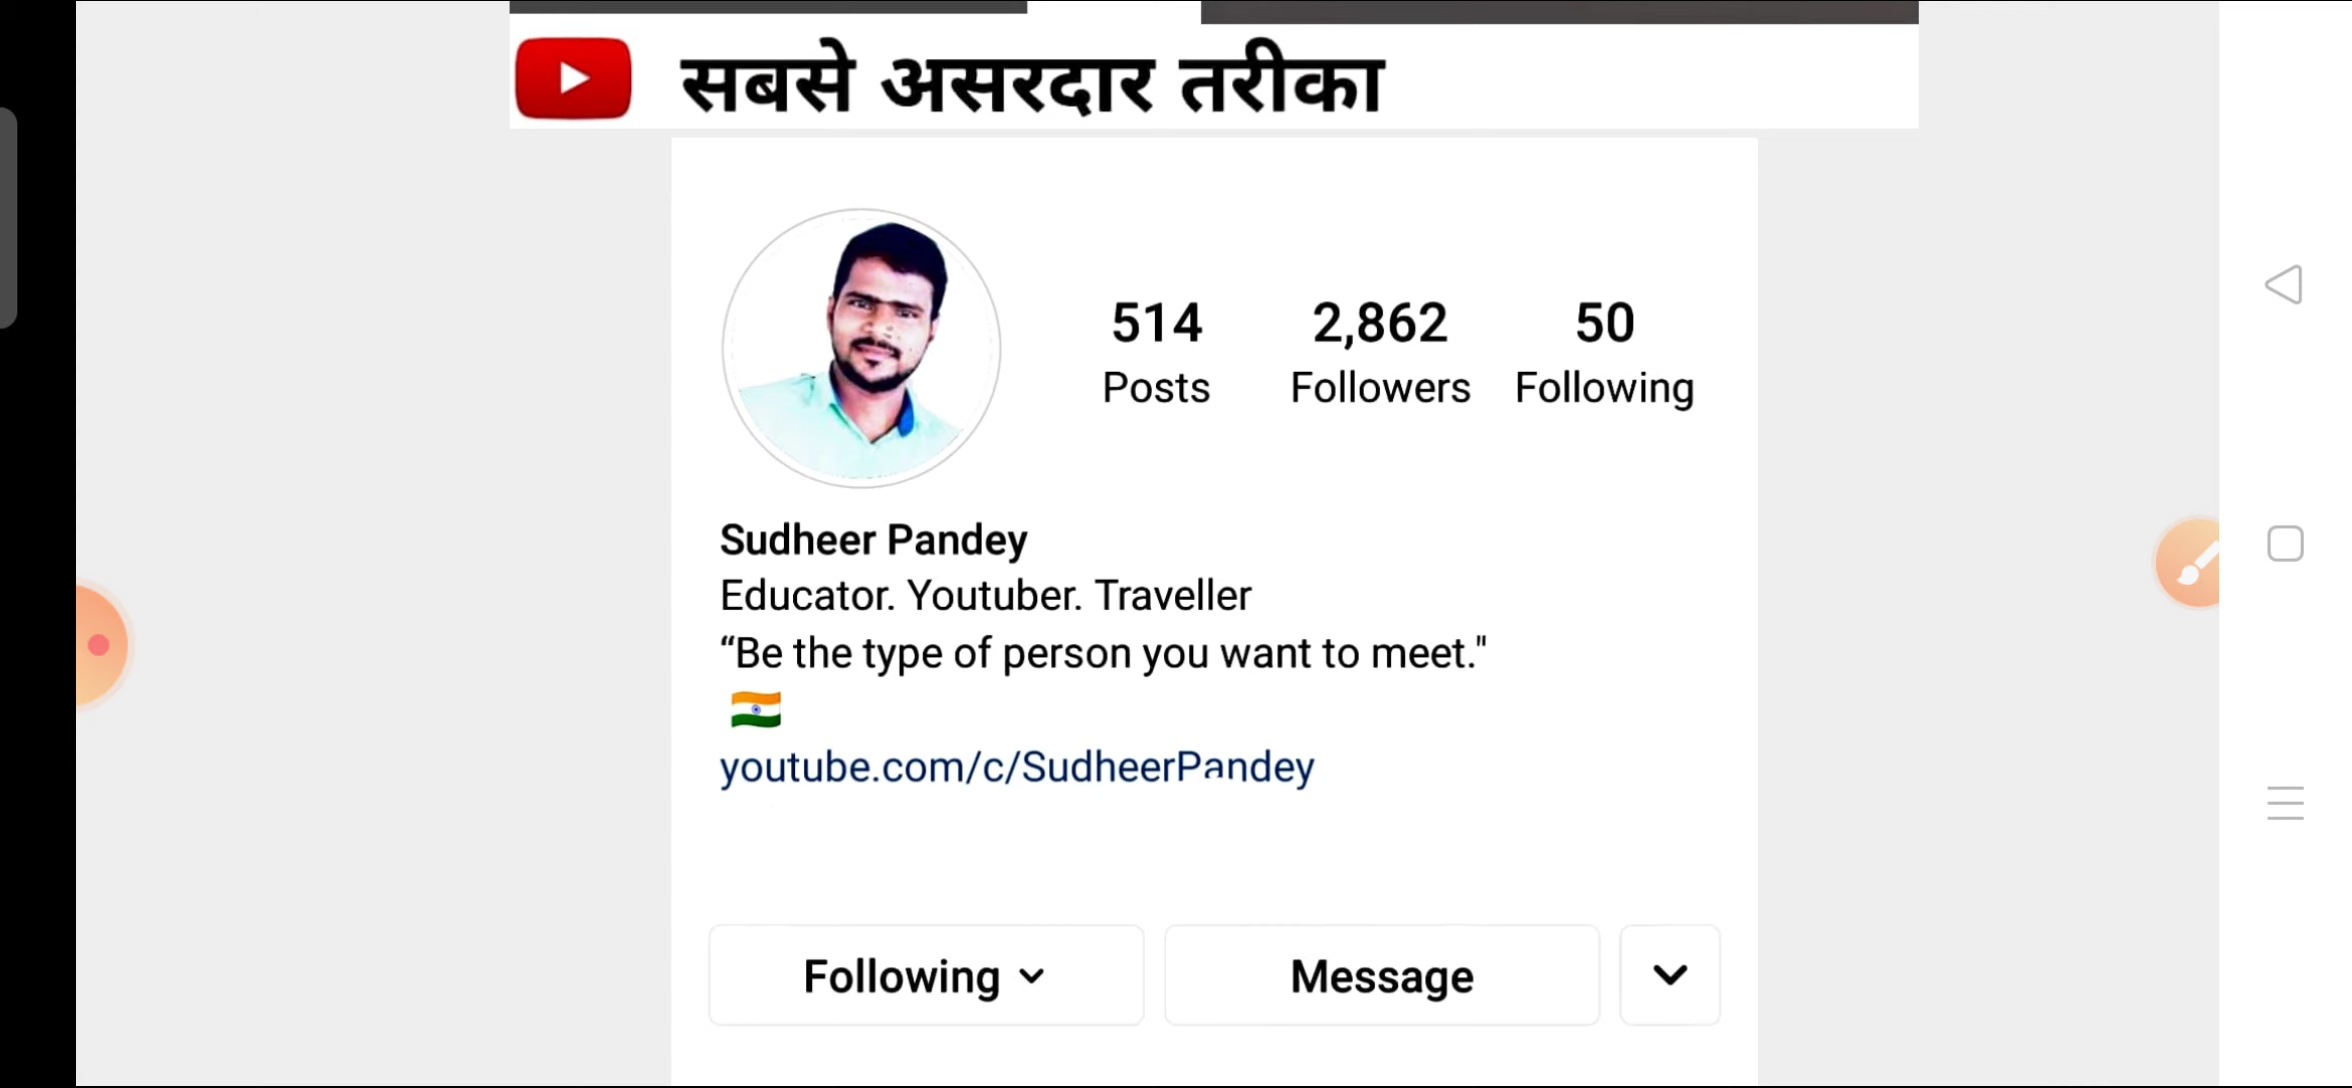 सबसे असरदार तरीका
514 2,862 50
Posts Followers Following
Sudheer Pandey
Educator. Youtuber. Traveller
“Be the type of person you want to meet."
youtube.com/c/SudheerPandey
Following Message